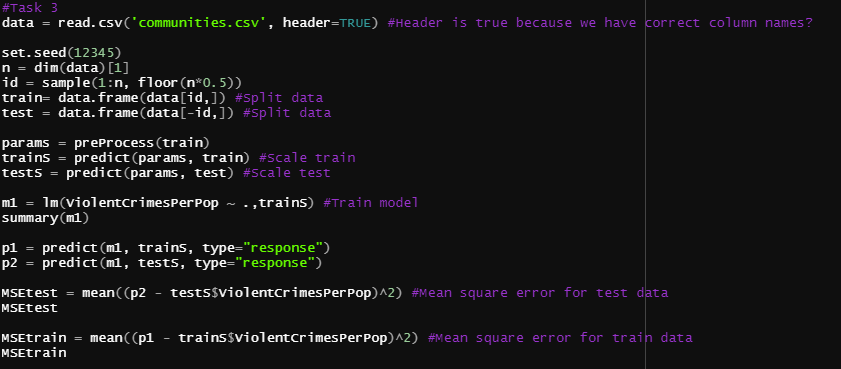 #Task 3
data = read.csv('communities.csv', header=TRUE) #Header is true because we have correct column names?
set.seed(12345)
n = dim(data)[1]
id = sample(1:n, floor(n*0.5))
train= data.frame(data[id,]) #Split data
test = data.frame(data[-id,]) #Split data
params = preProcess(train)
trainS = predict(params, train) #Scale train
testS = predict(params, test) #Scale test
m1 = lm(ViolentCrimesPerPop ~ .,trainS) #Train model
summary(m1)
p1 = predict(m1, trainS, type="response")
p2 = predict(m1, testS, type="response")
MSEtest = mean((p2 - testS$ViolentCrimesPerPop)^2) #Mean square error for test data
MSEtest
MSEtrain = mean((p1 - trainS$ViolentCrimesPerPop)^2) #Mean square error for train data
MSEtrain